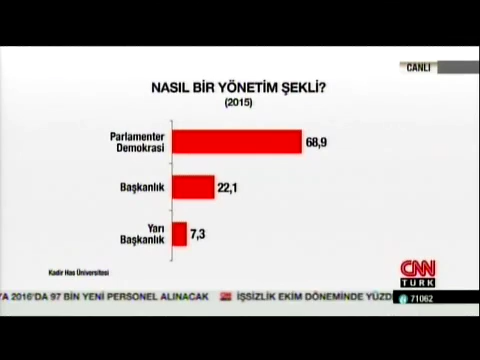 CANLI
NASIL BİR YÖNETİM ŞEKLİ?
(2015)
Parlamenter
Demokrasi
68,9
Başkanlık
22,1
Yarı
Başkanlık
7,3
Kadir Has Üniversitesi
CNN
TURK
YA 2016'DA 97 BİN YENİ PERSONEL ALINACAK İŞSİZLİK EKİM DÖNEMİNDE YÜZD
71062